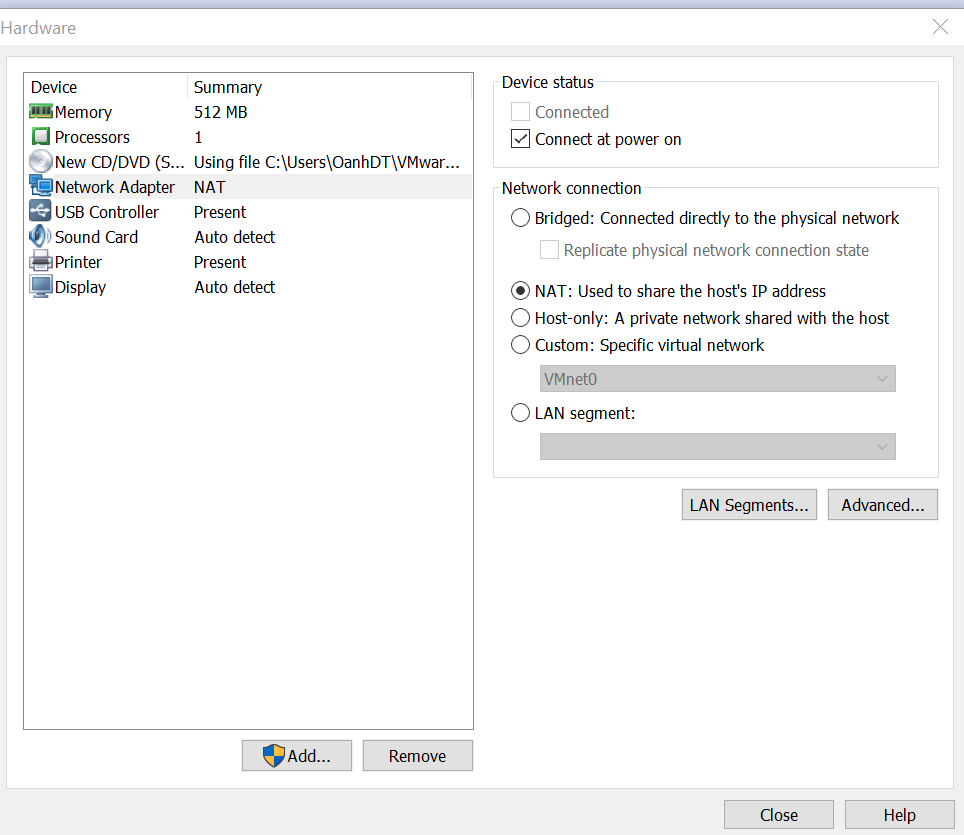 Hardware
Device Summary
Memory 512 MB
Processors 1
New CD/DVD (S... Using file C:\Users\OanhDT\VMwar...
Network Adapter NAT
USB Controller Present
Sound Card Auto detect
Printer Present
Display Auto detect
Add...
Remove
Device status
Connected
Connect at power on
Network connection
Bridged: Connected directly to the physical network
Replicate physical network connection state
NAT: Used to share the host's IP address
Host-only: A private network shared with the host
Custom: Specific virtual network
VMnet0
LAN segment:
LAN Segments...
Advanced...
Close
Help